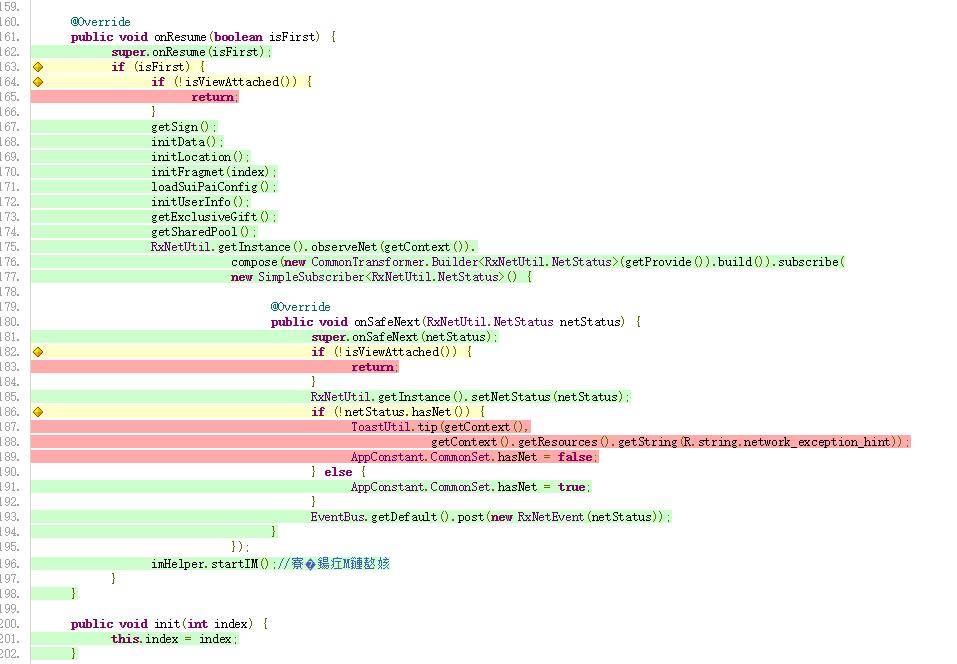 159.
160. @Override
161. public void onResume(boolean isFirst) {
162. super.onResume(isFirst);
163. if (isFirst) {
164. if (!isViewAttached()) {
165. return;
166. }
167. getSign();
168. initData();
169. initLocation();
170. initFragmet(index);
171. loadSuiPaiConfig();
172. initUserInfo();
173. getExclusiveGift();
174. getSharedPool();
175. RxNetUtil.getInstance().observeNet(getContext()).
176. compose(new CommonTransformer.Builder<RxNetUtil.NetStatus>(getProvide()).build()).subscribe(
177. new SimpleSubscriber<RxNetUtil.NetStatus>() {
178.
179. @Override
180. public void onSafeNext(RxNetUtil.NetStatus netStatus) {
181. super.onSafeNext(netStatus);
182. if (!isViewAttached()) {
183. return;
184. }
185. RxNetUtil.getInstance().setNetStatus(netStatus);
186. if (!netStatus.hasNet()) {
187. ToastUtil.tip(getContext(),
188. getContext().getResources().getString(R.string.network_exception_hint));
189. AppConstant.CommonSet.hasNet = false;
190. } else {
191. AppConstant.CommonSet.hasNet = true;
192. }
193. EventBus.getDefault().post(new RxNetEvent(netStatus));
194. }
195. });
196. imHelper.startIM();//
197. }
198. }
199.
200. public void init(int index) {
201. this.index = index;
202. }